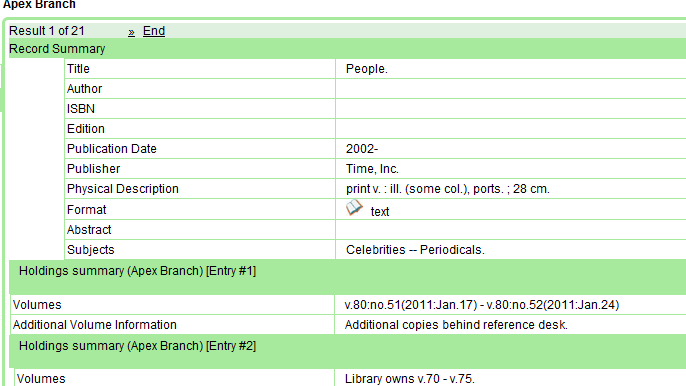 Apex Branch
Result 1 of 21 » End
Record Summary
Title People.
Author
ISBN
Edition
Publication Date 2002-
Publisher Time, Inc.
Physical Description print v. : ill. (some col.), ports. ; 28 cm.
Format text
Abstract
Subjects Celebrities -- Periodicals.
Holdings summary (Apex Branch) [Entry #1]
Volumes v.80:no.51(2011:Jan.17) - v.80:no.52(2011:Jan.24)
Additional Volume Information Additional copies behind reference desk.
Holdings summary (Apex Branch) [Entry #2]
Volumes Library owns v.70 - v.75.